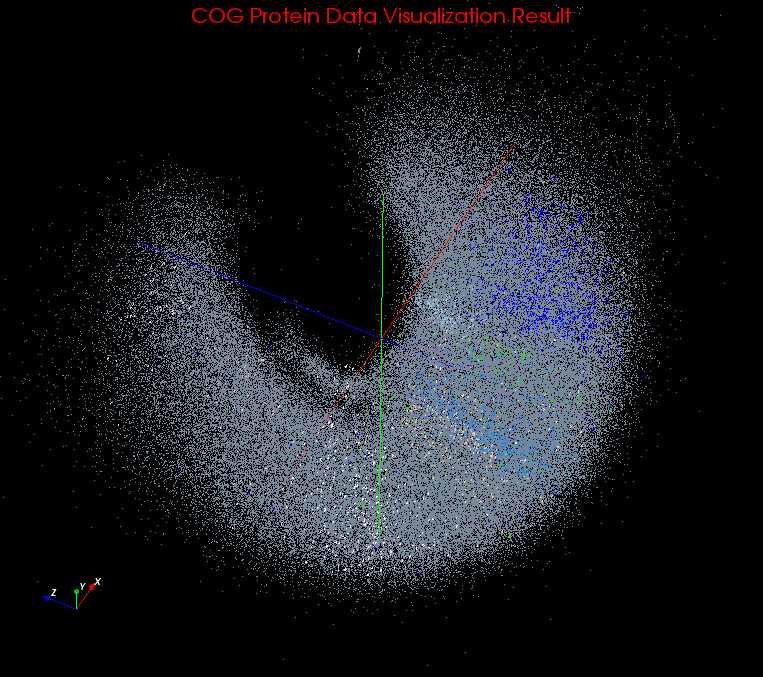 COG Protein Data Visualization Result
Y X
Z